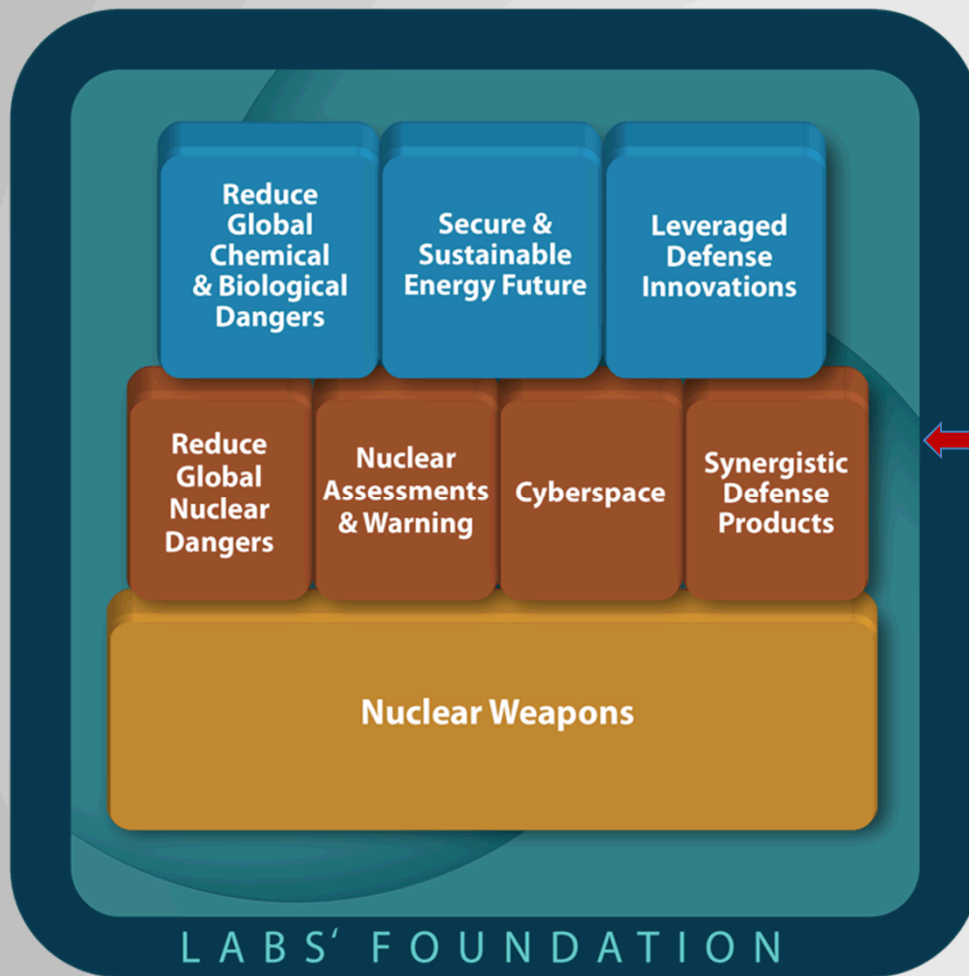 Reduce
Global
Chemical
& Biological
Dangers
Secure &
Sustainable
Energy Future
Leveraged
Defense
Innovations
Reduce
Global
Nuclear
Dangers
Nuclear
Assessments
& Warning
Cyberspace
Synergistic
Defense
Products
Nuclear Weapons
LABS‘ FOUNDATION